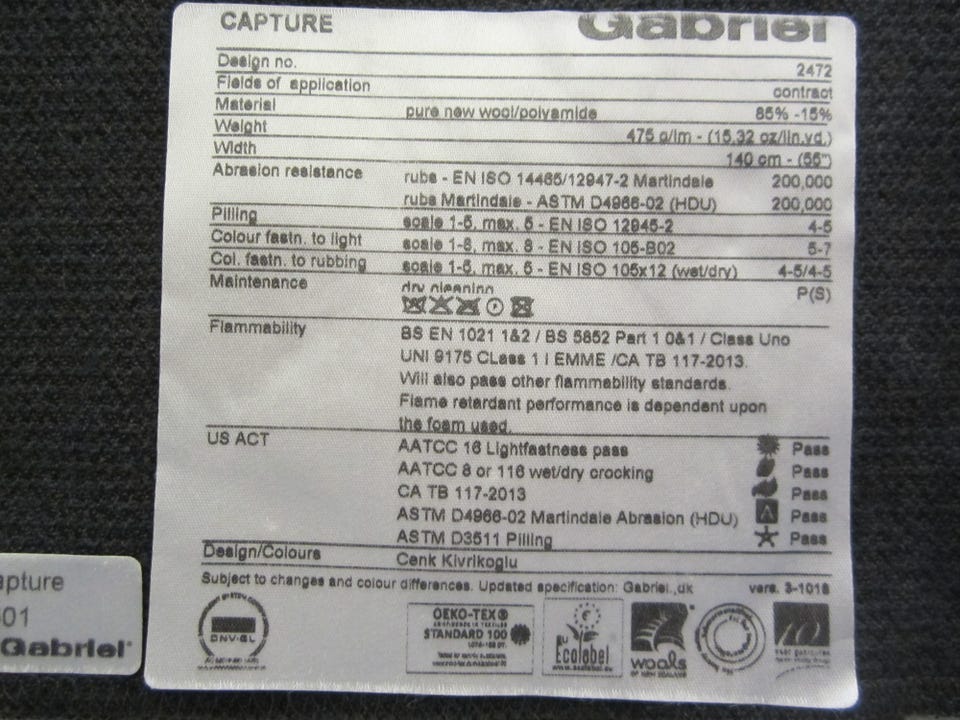 CAPTURE Gabriel
Design no. 2472
Fields of application contract
Material pure new wool/polyamide 85% -15%
Weight 475 g/lm - (15,32 oz/lin.yd.)
Width 140 cm - (55")
Abrasion resistance rubs - EN ISO 14465/12947-2 Martindale 200,000
rubs Martindale - ASTM D4966-02 (HDU) 200,000
Pilling scale 1-5, max. 5 - EN ISO 12945-2 4-5
Colour fastn. to light scale 1-8, max. 8 - EN ISO 105-B02 5-7
Col. fastn. to rubbing scale 1-5, max. 5 - EN ISO 105x12 (wet/dry) 4-5/4-5
Maintenance dry cleaning P(S)
Flammability BS EN 1021 1&2 / BS 5852 Part 1 0&1 / Class Uno
UNI 9175 CLass 1 I EMME /CA TB 117-2013.
Will also pass other flammability standards.
Flame retardant performance is dependent upon
the foam used.
US ACT AATCC 16 Lightfastness pass Pass
AATCC 8 or 116 wet/dry crocking Pass
CA TB 117-2013 Pass
ASTM D4966-02 Martindale Abrasion (HDU) Pass
ASTM D3511 Pilling Pass
Design/Colours Cenk Kivrikoglu
Subject to changes and colour differences. Updated specification: Gabriel.,dk vers. 3-1018
DNV·GL
OEKO-TEX®
STANDARD 100
EU
Ecolabel
www.ecolabel.eu
wools
OF NEW ZEALAND
apture
01
Gabriel®